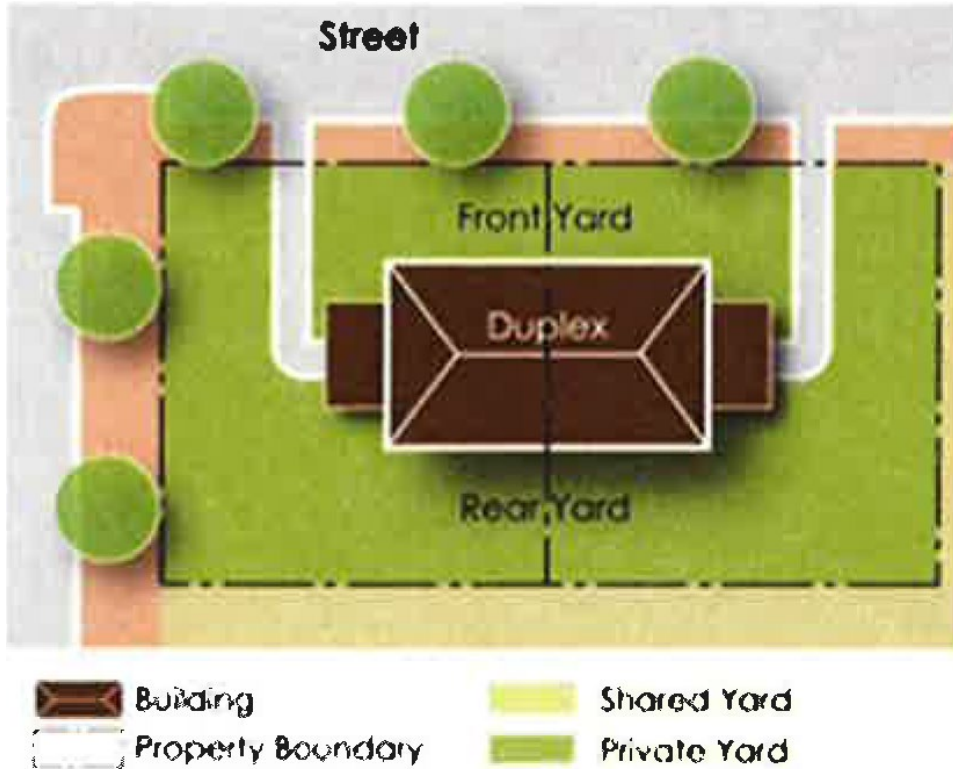 Street
Front Yard
Duplex
Rear Yard
Building
Shared Yard
Property Boundary
Private Yard